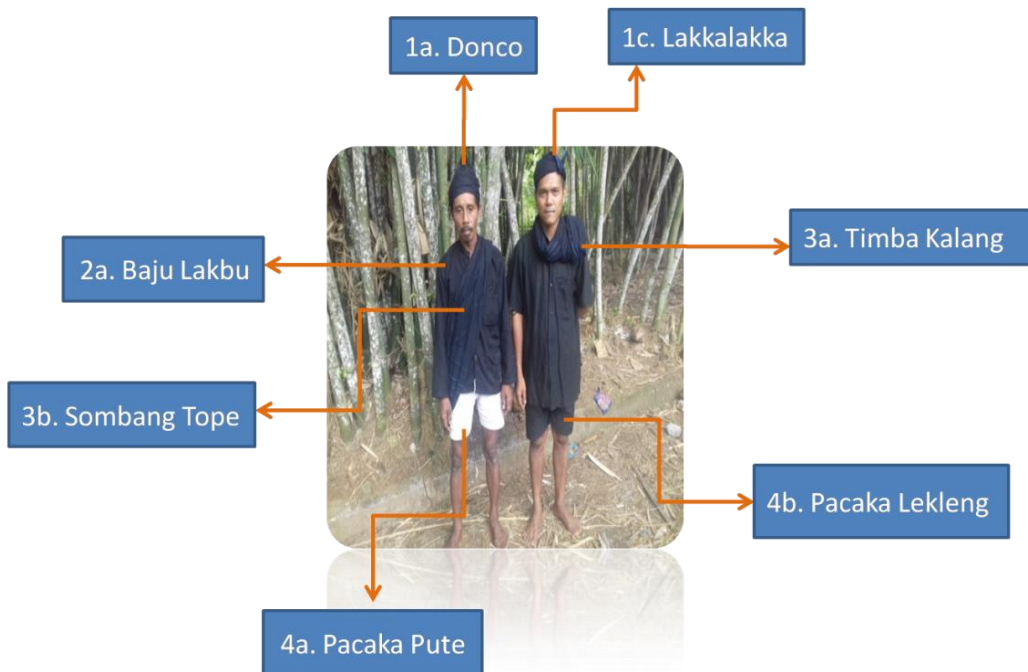 1a. Donco
1c. Lakkalakka
3a. Timba Kalang
2a. Baju Lakbu
3b. Sombang Tope
4b. Pacaka Lekleng
4a. Pacaka Pute